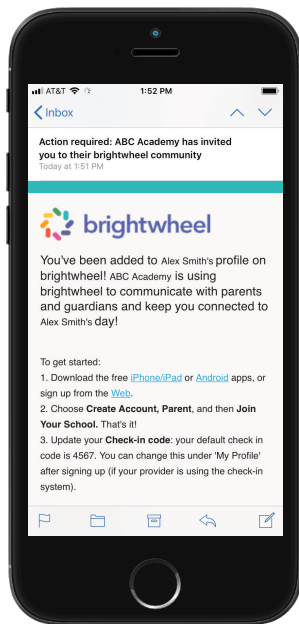 AT&T 1:52 PM
Inbox
Action required: ABC Academy has invited
you to their brightwheel community
Today at 1:51 PM
brightwheel
You've been added to Alex Smith's profile on
brightwheel! ABC Academy is using
brightwheel to communicate with parents
and guardians and keep you connected to
Alex Smith's day!
To get started:
1. Download the free iPhone/iPad or Android apps, or
sign up from the Web.
2. Choose Create Account, Parent, and then Join
Your School. That's it!
3. Update your Check-in code: your default check in
code is 4567. You can change this under 'My Profile'
after signing up (if your provider is using the check-in
system).